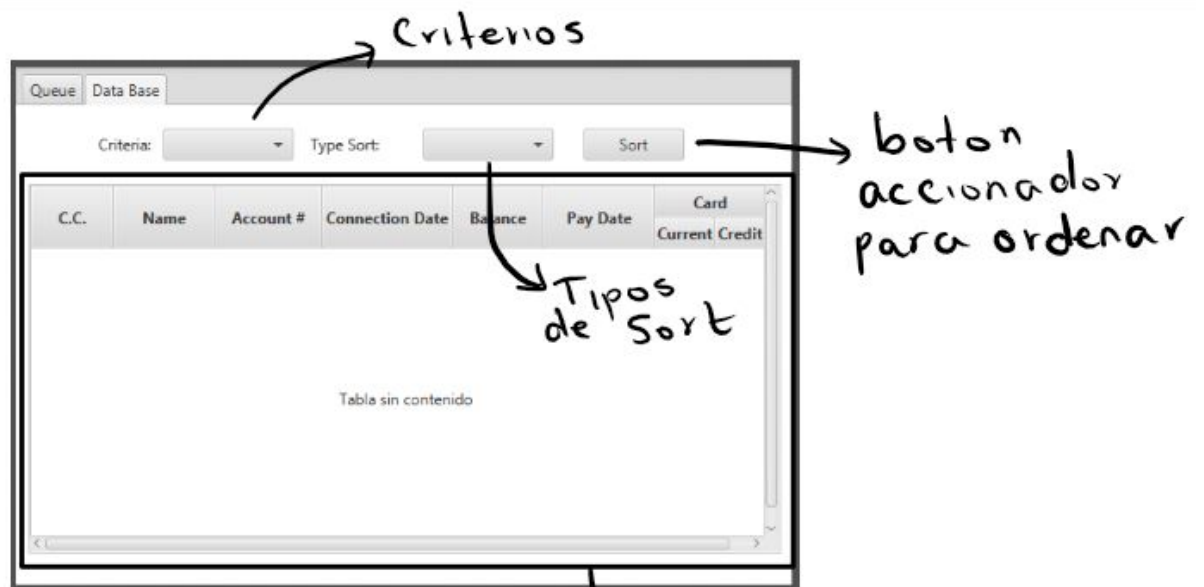 Criterios
Queue Data Base
Criteria: Type Sort: Sort
boton
accionador
para ordenar
C.C. Name Account # Connection Date Balance Pay Date Card
Current Credit
Tipos
de Sort
Tabla sin contenido